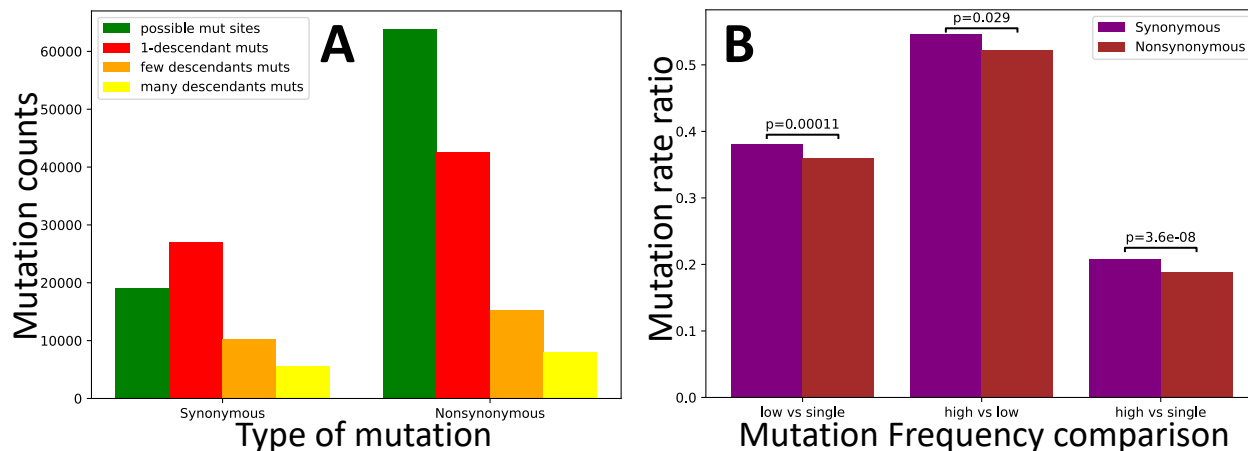 A
possible mut sites
1-descendant muts
few descendants muts
many descendants muts
Mutation counts
60000
50000
40000
30000
20000
10000
0
Synonymous
Nonsynonymous
Type of mutation
B
Synonymous
Nonsynonymous
Mutation rate ratio
0.5
0.4
0.3
0.2
0.1
0.0
p=0.00011
p=0.029
p=3.6e-08
low vs single
high vs low
high vs single
Mutation Frequency comparison